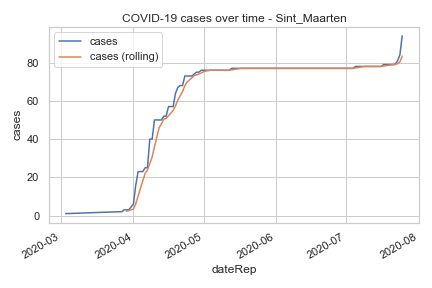 COVID-19 cases over time - Sint_Maarten
cases
cases (rolling)
80
60
40
20
0
cases
2020-03
2020-04
2020-05
2020-06
2020-07
2020-08
dateRep